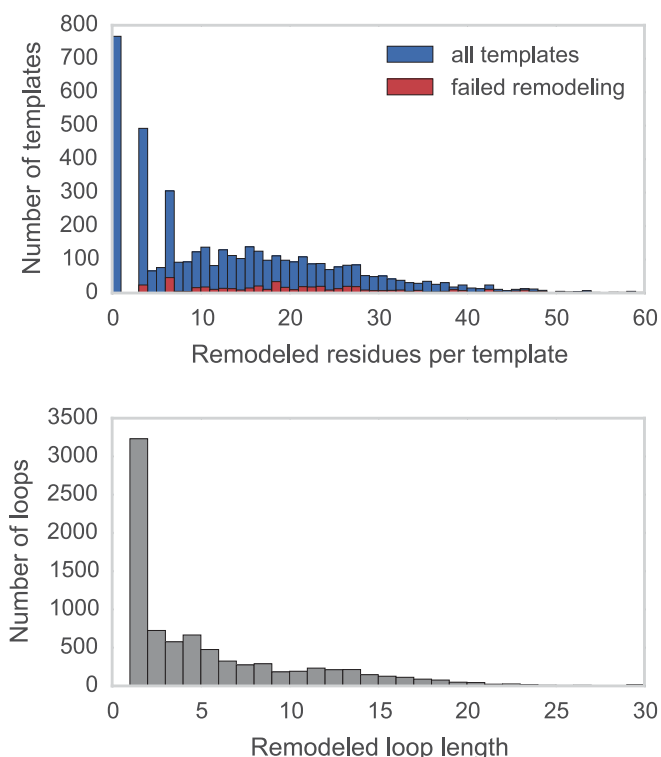 800
700
600
500
400
300
200
100
0
Number of templates
all templates
failed remodeling
0 10 20 30 40 50 60
Remodeled residues per template
3500
3000
2500
2000
1500
1000
500
0
Number of loops
0 5 10 15 20 25 30
Remodeled loop length